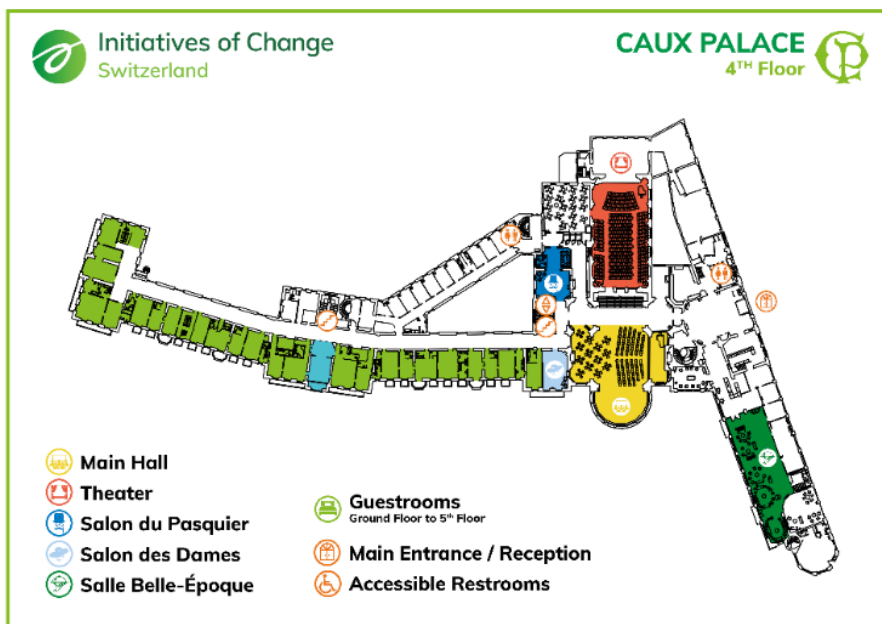 Initiatives of Change
Switzerland
CAUX PALACE
4TH Floor
CP
Main Hall
Theater
Salon du Pasquier
Salon des Dames
Salle Belle-Époque
Guestrooms
Ground Floor to 5th Floor
Main Entrance / Reception
Accessible Restrooms